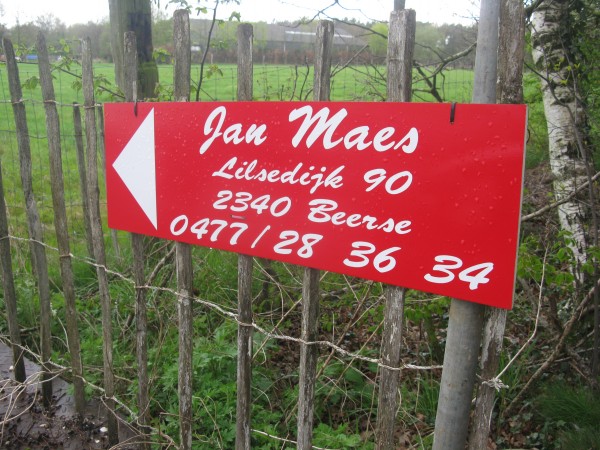 Jan Maes
Lilsedijk 90
2340 Beerse
0477/28 36 34